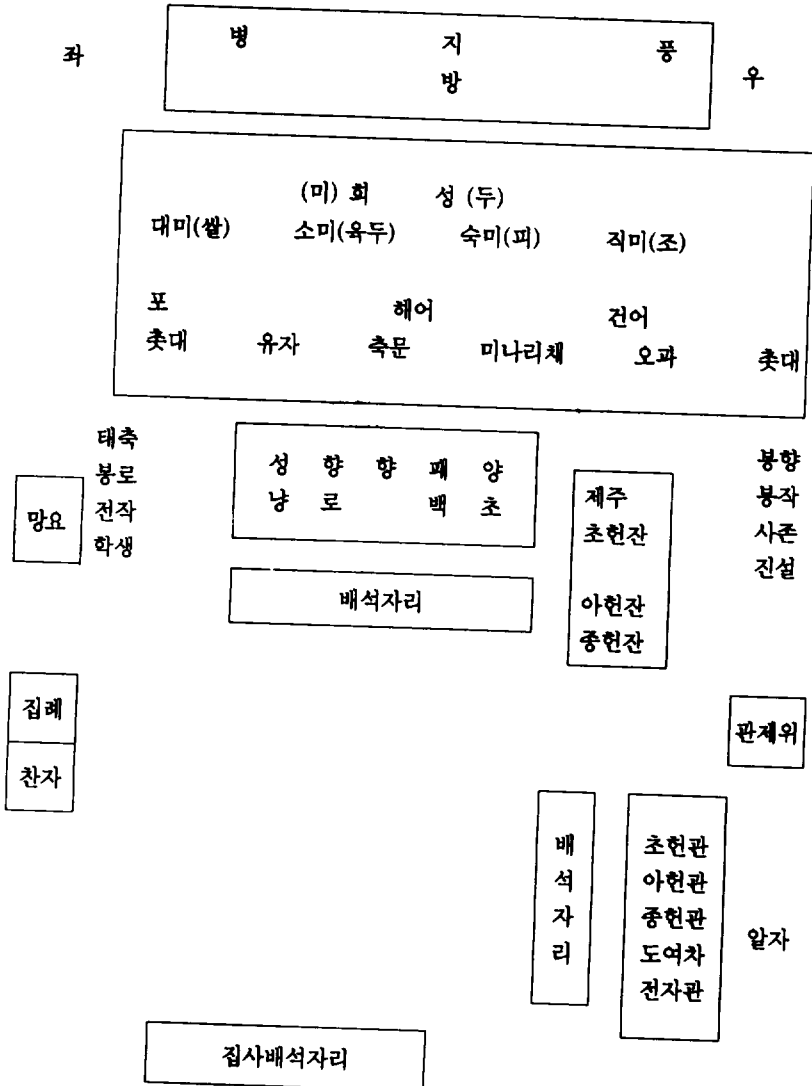 좌 병 지 풍 우
방
(미) 희 성 (두)
대미(쌀) 소미(육두) 숙미(피) 직미(조)
포 해어 건어
촛대 유자 축문 미나리채 오과 촛대
태축
봉로
전작
학생
망요
성 향 향 패 양
냥 로 백 초
제주
초헌잔
아헌잔
종헌잔
봉향
봉작
사존
진설
배석자리
집례
찬자
관제위
배
석
자
리
초헌관
아헌관
종헌관
도여차
전자관
알자
집사배석자리